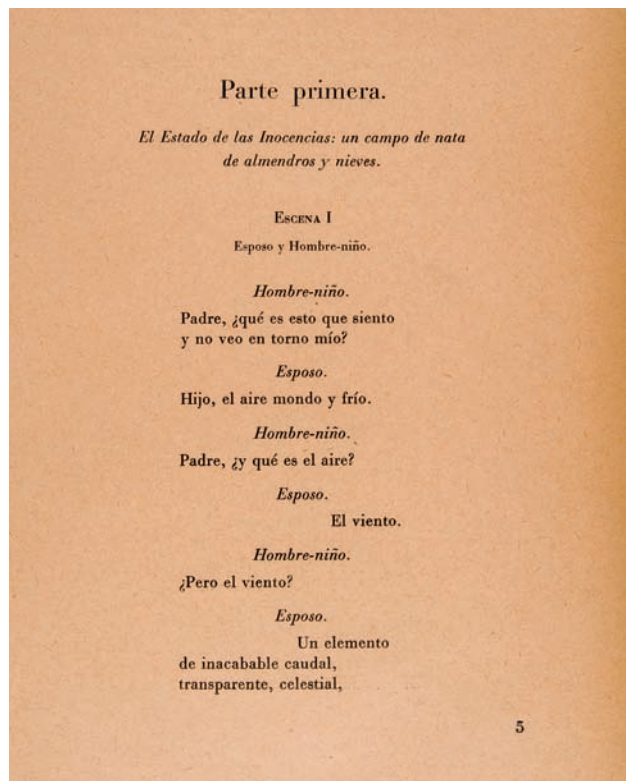 Parte primera.
El Estado de las Inocencias: un campo de nata
de almendros y nieves.
Escena I
Esposo y Hombre-niño.
Hombre-niño.
Padre, ¿qué es esto que siento
y no veo en torno mío?
Esposo.
Hijo, el aire mondo y frío.
Hombre-niño.
Padre, ¿y qué es el aire?
Esposo.
El viento.
Hombre-niño.
¿Pero el viento?
Esposo.
Un elemento
de inacabable caudal,
transparente, celestial,
5